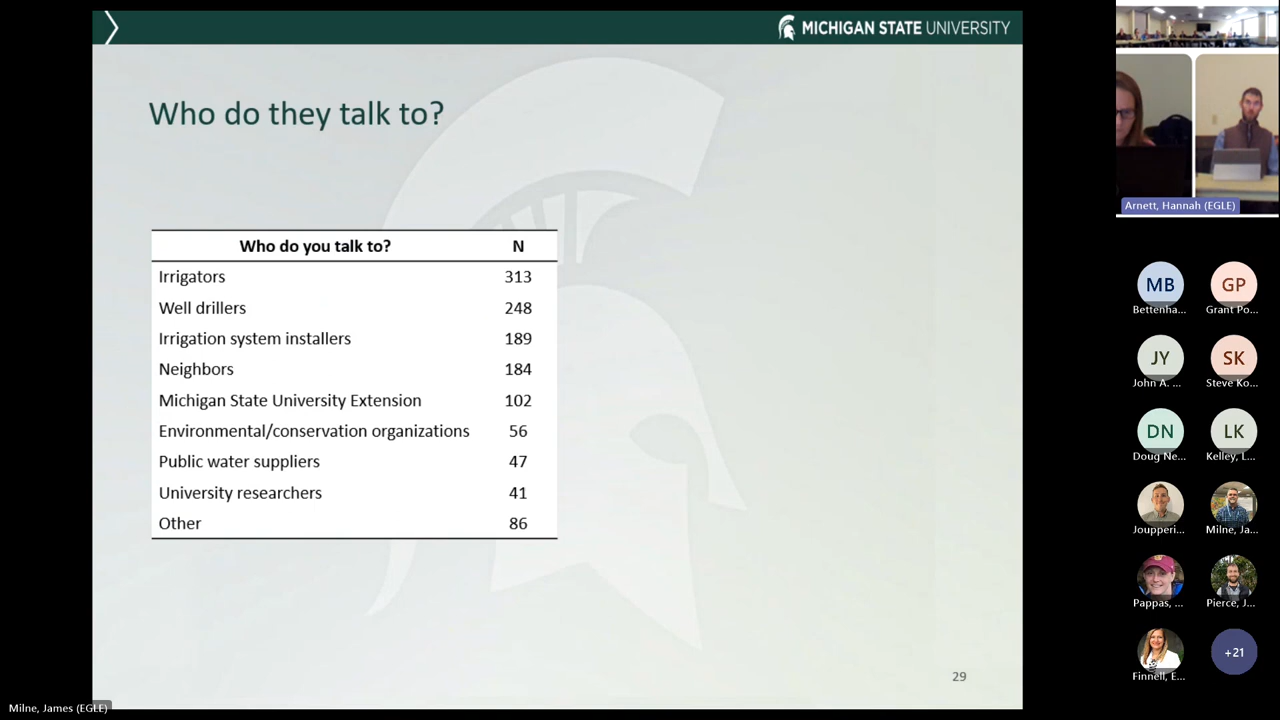 MICHIGAN STATE UNIVERSITY
Who do they talk to?
Who do you talk to? N
Irrigators 313
Well drillers 248
Irrigation system installers 189
Neighbors 184
Michigan State University Extension 102
Environmental/conservation organizations 56
Public water suppliers 47
University researchers 41
Other 86
29
Milne, James (EGLE)
Arnett, Hannah (EGLE)
MB GP
Bettenha... Grant Po...
JY SK
John A. ... Steve Ko...
DN LK
Doug Ne... Kelley, L...
Joupperi... Milne, Ja...
Pappas, ... Pierce, J...
+21
Finnell, E...